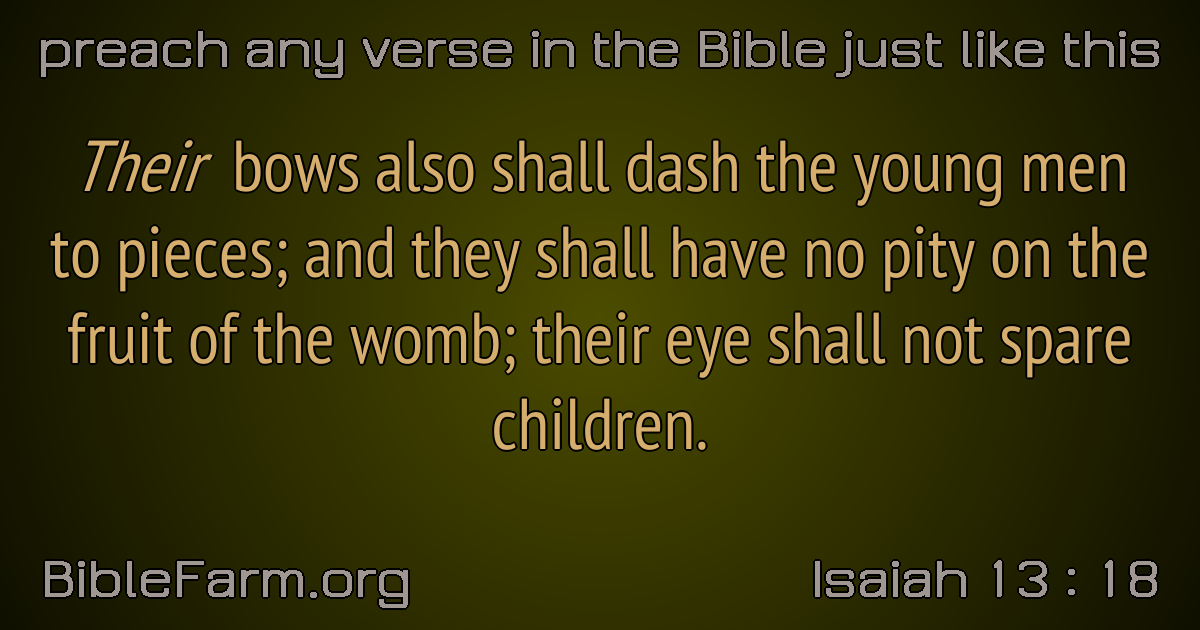 preach any verse in the Bible just like this
Their bows also shall dash the young men
to pieces; and they shall have no pity on the
fruit of the womb; their eye shall not spare
children.
BibleFarm.org
Isaiah 13 : 18